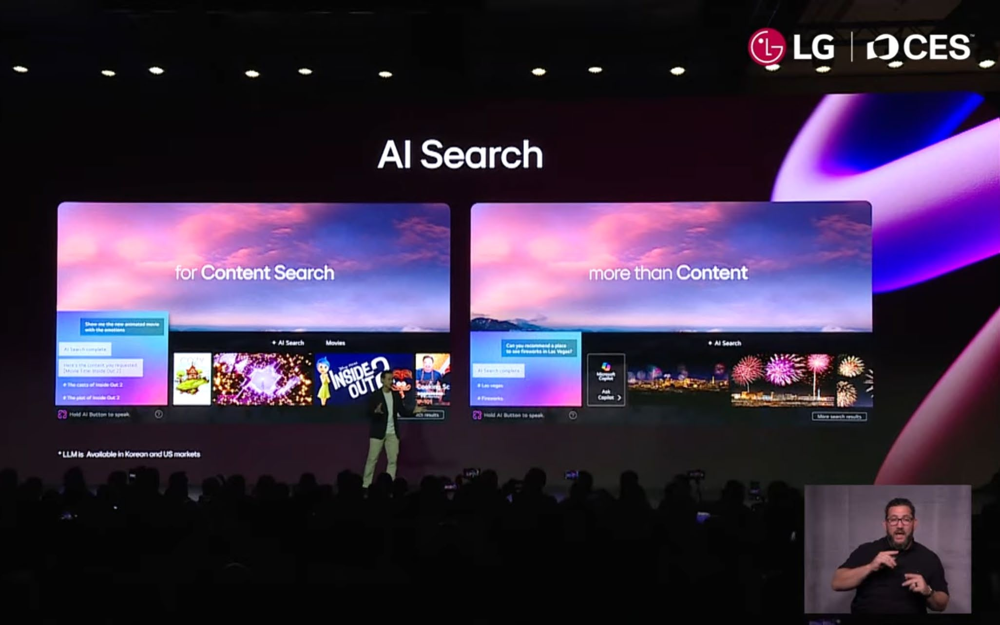 LG | CES™
AI Search
for Content Search
Show me the new animated movie
with the emotions
AI Search complete
Here's the content you requested.
[Movie Title: Inside Out 2]
# The casts of Inside Out 2
# The plot of Inside Out 2
Hold AI Button to speak.
AI Search
Movies
COZY
DISNEY PIXAR
INSIDE
OUT 2
Cooking Sc
results
more than Content
Can you recommend a place
to see fireworks in Las Vegas?
AI Search complete
# Las vegas
# Fireworks
Hold AI Button to speak.
AI Search
Microsoft
Copilot
Ask
Copilot
More search results
* LLM is Available in Korean and US markets